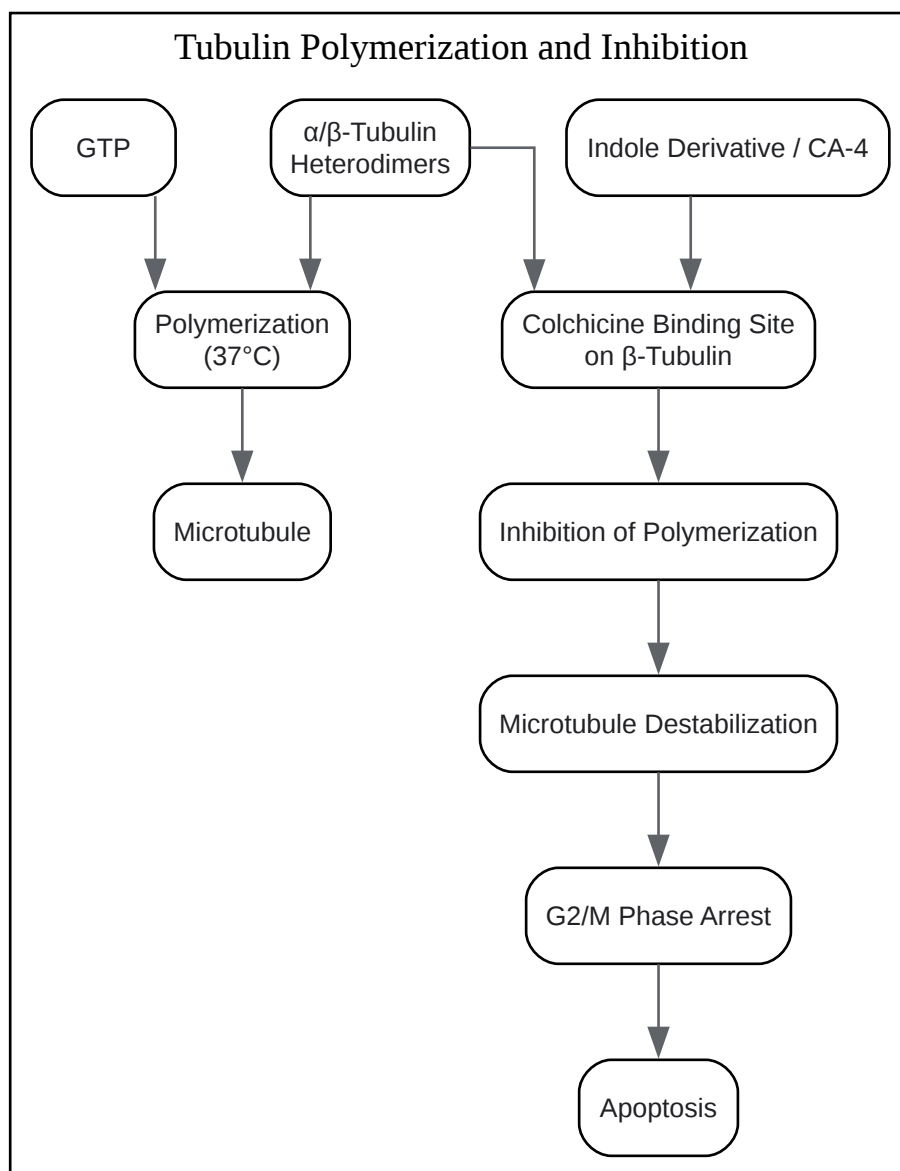 Tubulin Polymerization and Inhibition
GTP
α/β-Tubulin
Heterodimers
Indole Derivative / CA-4
Polymerization
(37°C)
Colchicine Binding Site
on β-Tubulin
Microtubule
Inhibition of Polymerization
Microtubule Destabilization
G2/M Phase Arrest
Apoptosis